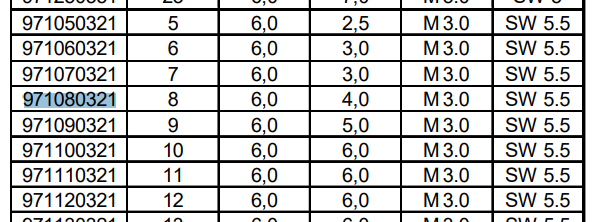 971050321 5 6,0 2,5 M 3.0 SW 5.5
971060321 6 6,0 3,0 M 3.0 SW 5.5
971070321 7 6,0 3,0 M 3.0 SW 5.5
971080321 8 6,0 4,0 M 3.0 SW 5.5
971090321 9 6,0 5,0 M 3.0 SW 5.5
971100321 10 6,0 6,0 M 3.0 SW 5.5
971110321 11 6,0 6,0 M 3.0 SW 5.5
971120321 12 6,0 6,0 M 3.0 SW 5.5